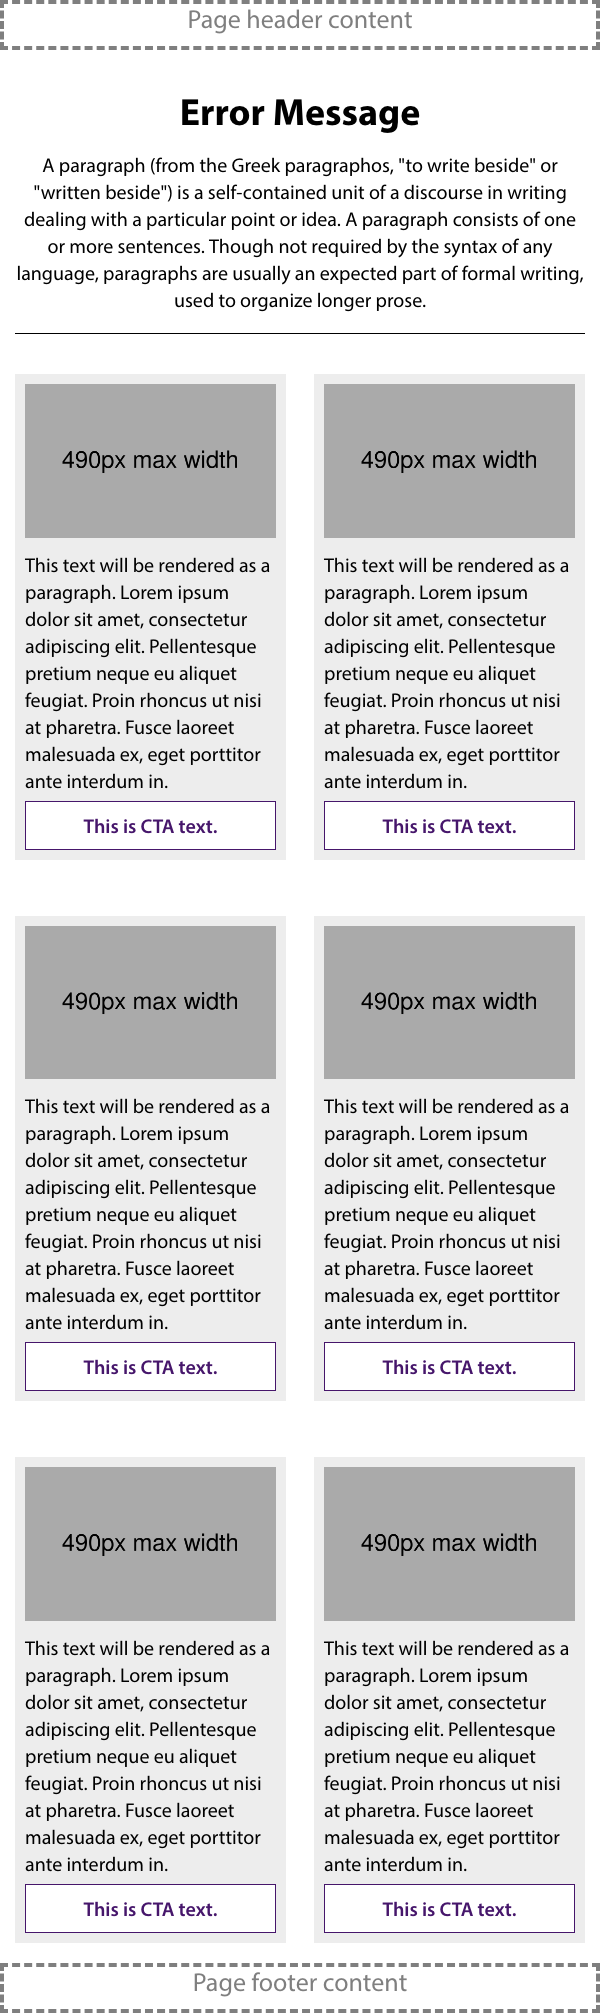 Page header content
Error Message
A paragraph (from the Greek paragraphos, "to write beside" or
"written beside") is a self-contained unit of a discourse in writing
dealing with a particular point or idea. A paragraph consists of one
or more sentences. Though not required by the syntax of any
language, paragraphs are usually an expected part of formal writing,
used to organize longer prose.
490px max width
This text will be rendered as a
paragraph. Lorem ipsum
dolor sit amet, consectetur
adipiscing elit. Pellentesque
pretium neque eu aliquet
feugiat. Proin rhoncus ut nisi
at pharetra. Fusce laoreet
malesuada ex, eget porttitor
ante interdum in.
This is CTA text.
490px max width
This text will be rendered as a
paragraph. Lorem ipsum
dolor sit amet, consectetur
adipiscing elit. Pellentesque
pretium neque eu aliquet
feugiat. Proin rhoncus ut nisi
at pharetra. Fusce laoreet
malesuada ex, eget porttitor
ante interdum in.
This is CTA text.
490px max width
This text will be rendered as a
paragraph. Lorem ipsum
dolor sit amet, consectetur
adipiscing elit. Pellentesque
pretium neque eu aliquet
feugiat. Proin rhoncus ut nisi
at pharetra. Fusce laoreet
malesuada ex, eget porttitor
ante interdum in.
This is CTA text.
490px max width
This text will be rendered as a
paragraph. Lorem ipsum
dolor sit amet, consectetur
adipiscing elit. Pellentesque
pretium neque eu aliquet
feugiat. Proin rhoncus ut nisi
at pharetra. Fusce laoreet
malesuada ex, eget porttitor
ante interdum in.
This is CTA text.
490px max width
This text will be rendered as a
paragraph. Lorem ipsum
dolor sit amet, consectetur
adipiscing elit. Pellentesque
pretium neque eu aliquet
feugiat. Proin rhoncus ut nisi
at pharetra. Fusce laoreet
malesuada ex, eget porttitor
ante interdum in.
This is CTA text.
490px max width
This text will be rendered as a
paragraph. Lorem ipsum
dolor sit amet, consectetur
adipiscing elit. Pellentesque
pretium neque eu aliquet
feugiat. Proin rhoncus ut nisi
at pharetra. Fusce laoreet
malesuada ex, eget porttitor
ante interdum in.
This is CTA text.
Page footer content